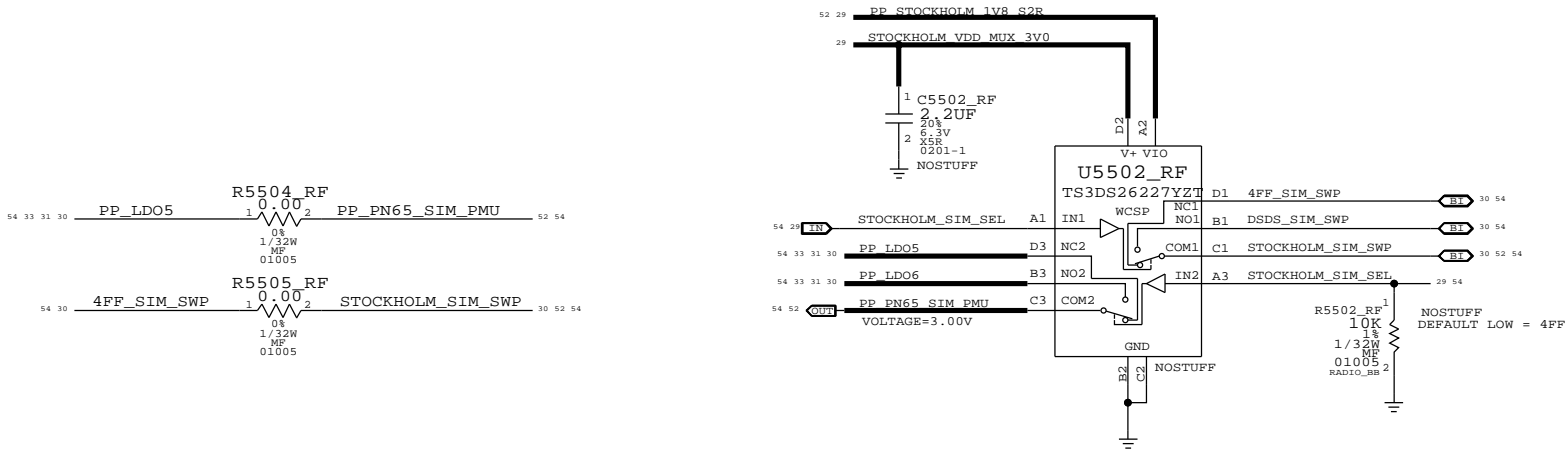 R5504_RF
0.00
54 33 31 30 PP_LDO5 1 2 PP_PN65_SIM_PMU 52 54
0%
1/32W
MF
01005
R5505_RF
0.00
54 30 4FF_SIM_SWP 1 2 STOCKHOLM_SIM_SWP 30 52 54
0%
1/32W
MF
01005
52 29 PP_STOCKHOLM_1V8_S2R
29 STOCKHOLM_VDD_MUX_3V0
1 C5502_RF
2.2UF
20%
6.3V
2 X5R
0201-1
NOSTUFF
D2 A2
V+ VIO
U5502_RF
TS3DS26227YZT
WCSP
54 29 IN STOCKHOLM_SIM_SEL A1 IN1
54 33 31 30 PP_LDO5 D3 NC2
54 33 31 30 PP_LDO6 B3 NO2
54 52 OUT PP_PN65_SIM_PMU C3 COM2
VOLTAGE=3.00V
NC1 D1 4FF_SIM_SWP BI 30 54
NO1 B1 DSDS_SIM_SWP BI 30 54
COM1 C1 STOCKHOLM_SIM_SWP BI 30 52 54
IN2 A3 STOCKHOLM_SIM_SEL 29 54
GND
B2 C2
NOSTUFF
R5502_RF 1
10K
1%
1/32W
MF
01005
RADIO_BB 2
NOSTUFF
DEFAULT LOW = 4FF